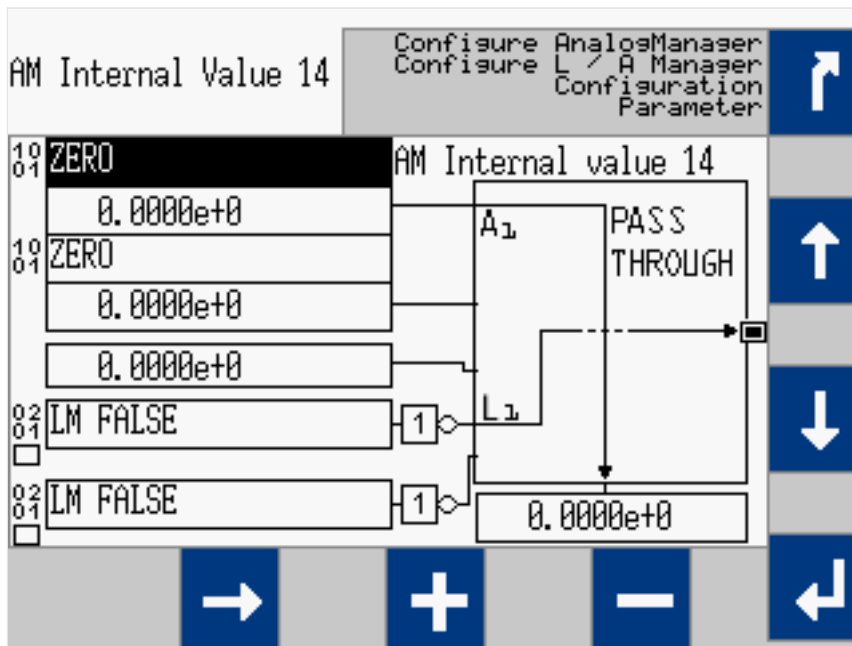 AM Internal Value 14
Configure AnalogManager
Configure L / A Manager
Configuration
Parameter
10
01
ZERO
AM Internal value 14
0.0000e+0
A1
PASS
THROUGH
10
01
ZERO
0.0000e+0
0.0000e+0
02
01
LM FALSE
1
L1
02
01
LM FALSE
1
0.0000e+0